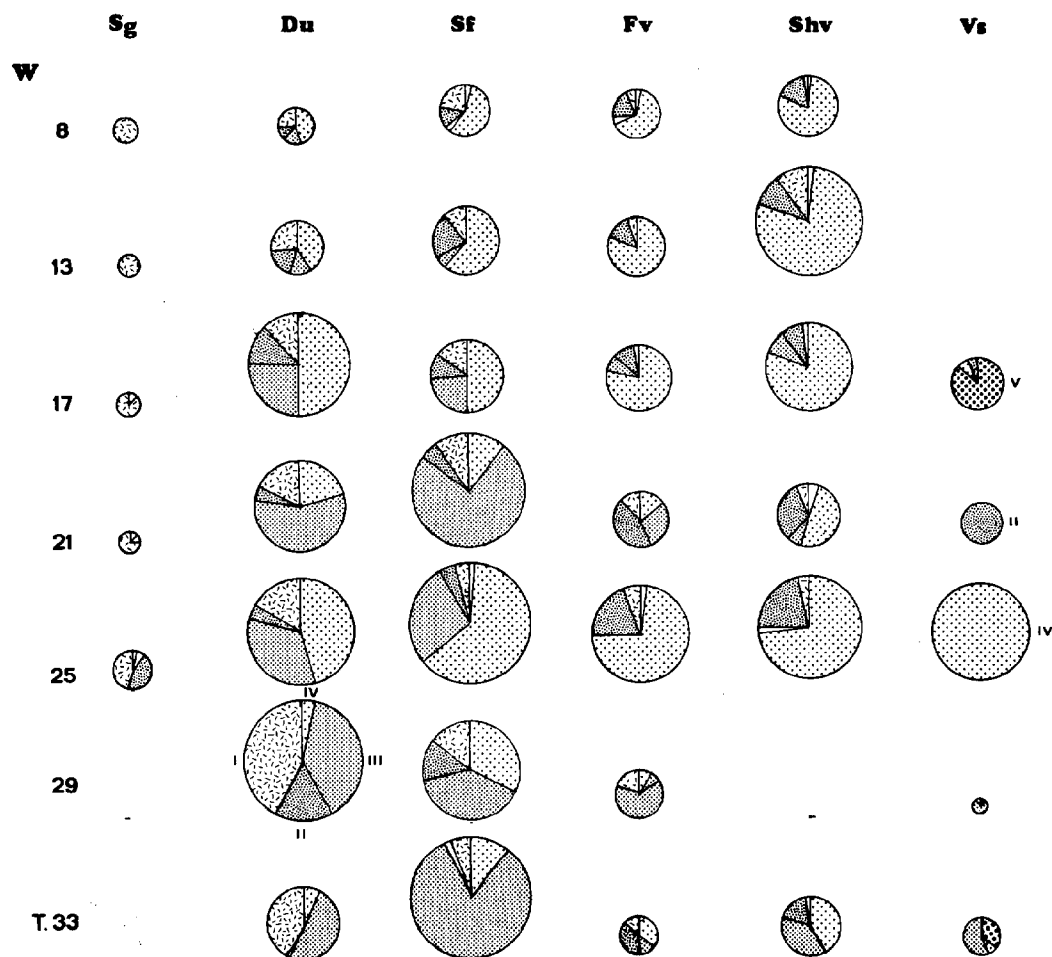 Sg Du Sf Fv Shv Vs
W
8
13
17 V
21 II
25 IV
IV
29 I III
II
T. 33